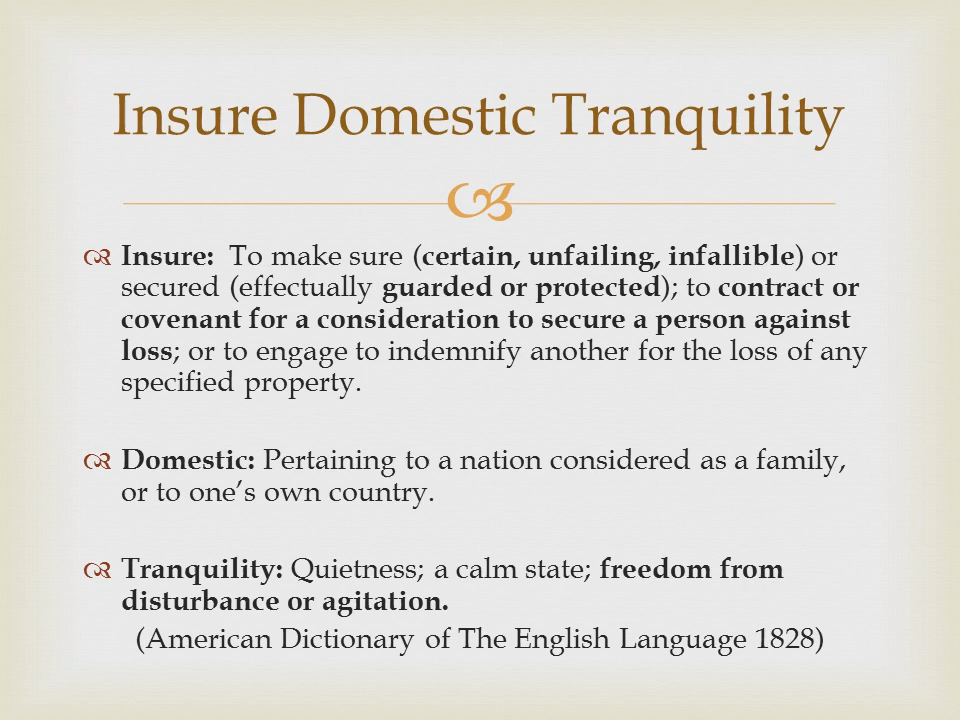 Insure Domestic Tranquility
Insure: To make sure (certain, unfailing, infallible) or
secured (effectually guarded or protected); to contract or
covenant for a consideration to secure a person against
loss; or to engage to indemnify another for the loss of any
specified property.
Domestic: Pertaining to a nation considered as a family,
or to one’s own country.
Tranquility: Quietness; a calm state; freedom from
disturbance or agitation.
(American Dictionary of The English Language 1828)